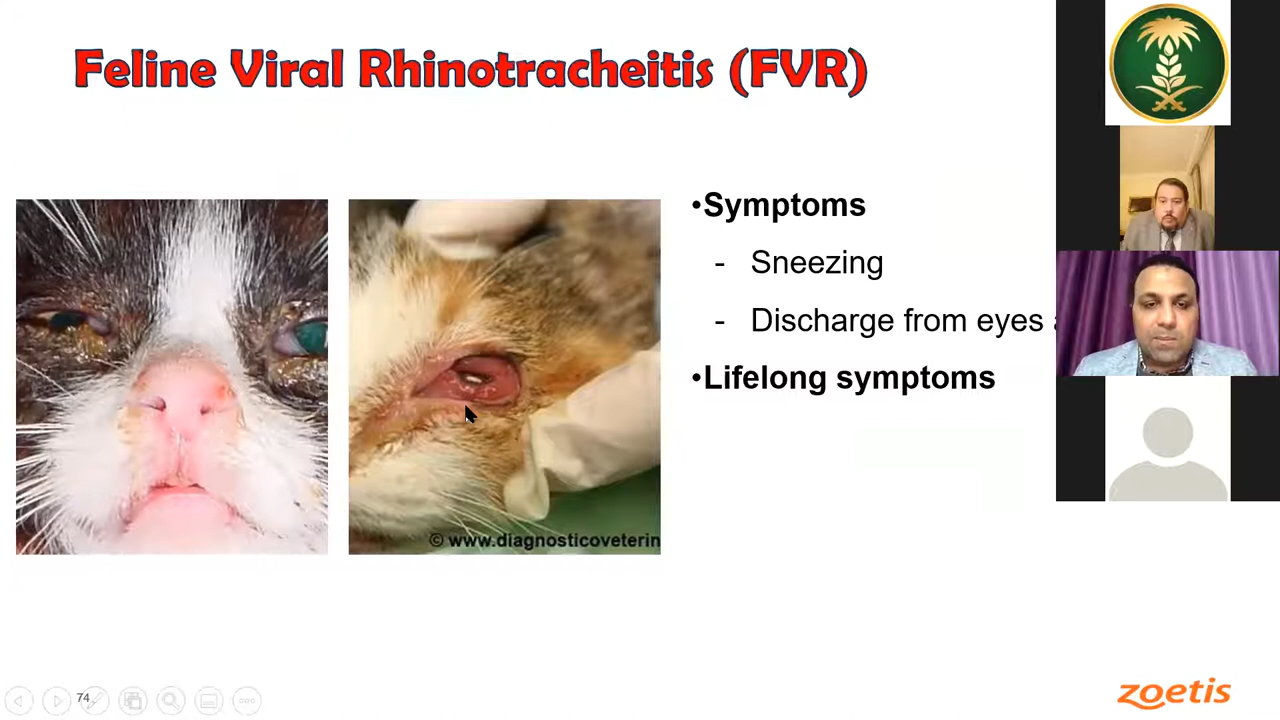 Feline Viral Rhinotracheitis (FVR)
•Symptoms
- Sneezing
- Discharge from eyes
•Lifelong symptoms
© www.diagnosticoveterin
74
zoetis